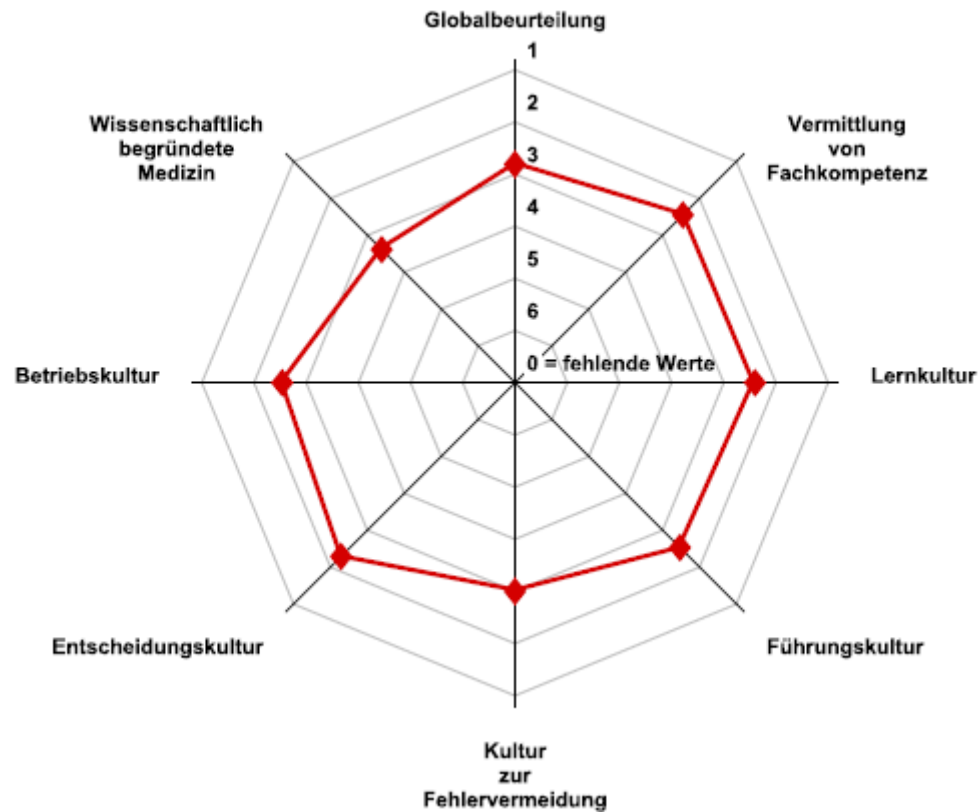 Globalbeurteilung
1
2
3
4
5
6
0 = fehlende Werte
Vermittlung
von
Fachkompetenz
Lernkultur
Führungskultur
Kultur
zur
Fehlervermeidung
Entscheidungskultur
Betriebskultur
Wissenschaftlich
begründete
Medizin